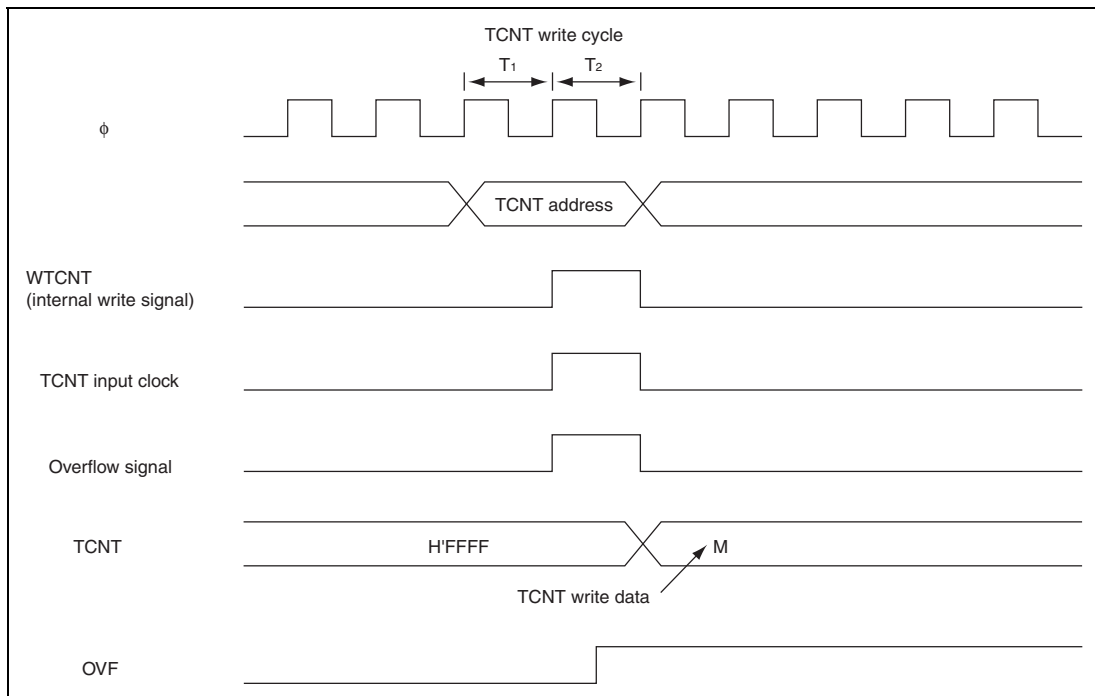 TCNT write cycle
T1 T2
ϕ
TCNT address
WTCNT
(internal write signal)
TCNT input clock
Overflow signal
TCNT H'FFFF M
TCNT write data
OVF